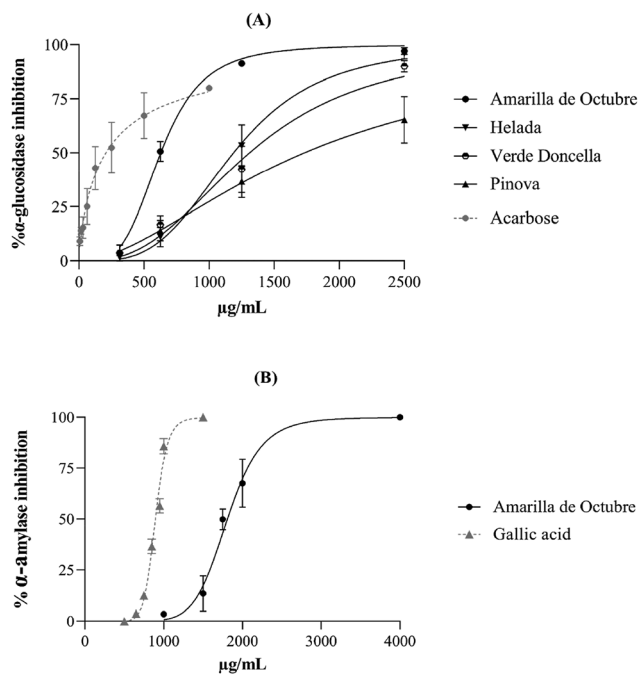 (A)
%α-glucosidase inhibition
100
75
50
25
0
0 500 1000 1500 2000 2500
µg/mL
Amarilla de Octubre
Helada
Verde Doncella
Pinova
Acarbose
(B)
% α-amylase inhibition
100
75
50
25
0
0 1000 2000 3000 4000
µg/mL
Amarilla de Octubre
Gallic acid